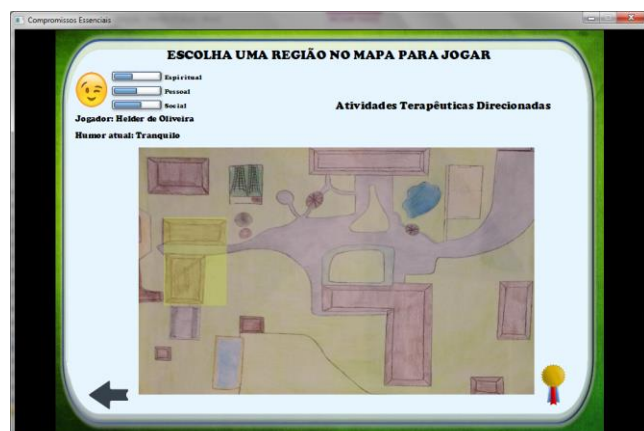 Compromissos Essenciais
ESCOLHA UMA REGIÃO NO MAPA PARA JOGAR
Espiritual
Pessoal
Social
Atividades Terapêuticas Direcionadas
Jogador: Helder de Oliveira
Humor atual: Tranquilo